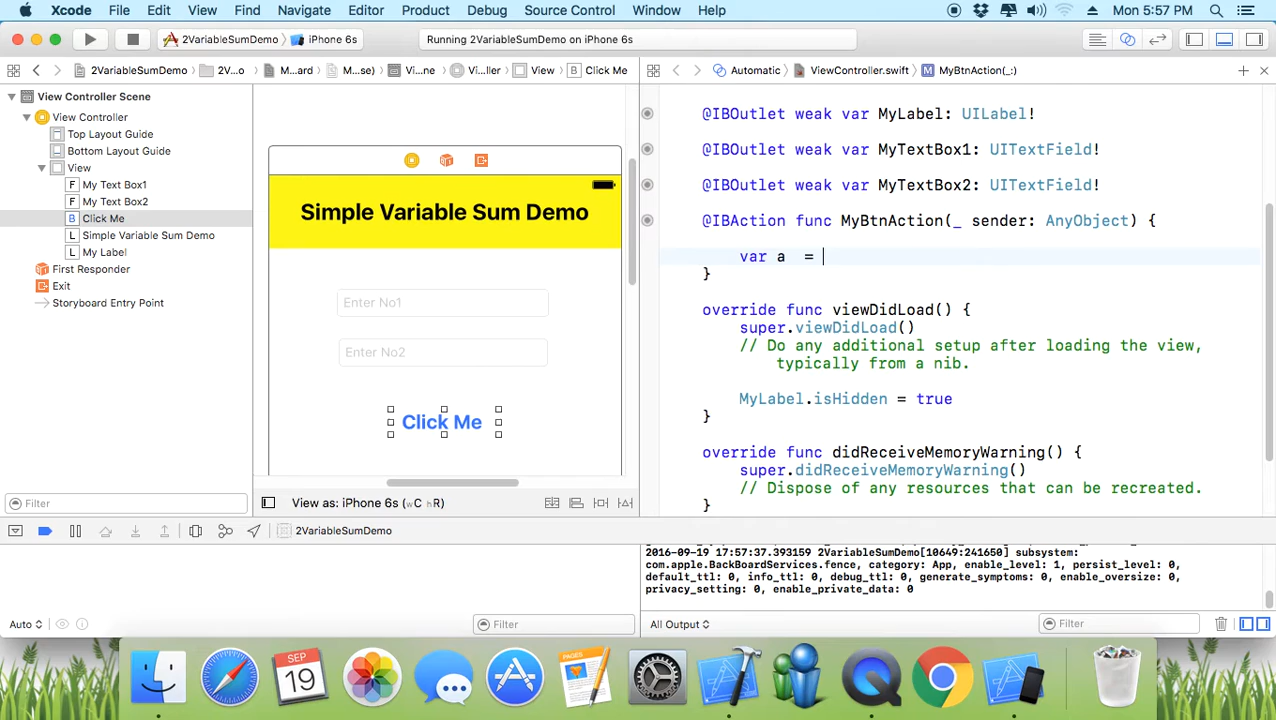 Xcode File Edit View Find Navigate Editor Product Debug Source Control Window Help Mon 5:57 PM
2VariableSumDemo iPhone 6s Running 2VariableSumDemo on iPhone 6s
2VariableSumDemo 2V...o M...ard M...se) Vi...ne V...ller View B Click Me Automatic ViewController.swift M MyBtnAction(_:)
View Controller Scene
View Controller
Top Layout Guide
Bottom Layout Guide
View
F My Text Box1
F My Text Box2
B Click Me
L Simple Variable Sum Demo
L My Label
First Responder
Exit
Storyboard Entry Point
Filter
Simple Variable Sum Demo
Enter No1
Enter No2
Click Me
View as: iPhone 6s (wC hR)
@IBOutlet weak var MyLabel: UILabel!
@IBOutlet weak var MyTextBox1: UITextField!
@IBOutlet weak var MyTextBox2: UITextField!
@IBAction func MyBtnAction(_ sender: AnyObject) {
var a  =
}
override func viewDidLoad() {
super.viewDidLoad()
// Do any additional setup after loading the view,
typically from a nib.
MyLabel.isHidden = true
}
override func didReceiveMemoryWarning() {
super.didReceiveMemoryWarning()
// Dispose of any resources that can be recreated.
}
2VariableSumDemo
2016-09-19 17:57:37.393159 2VariableSumDemo[10649:241650] subsystem:
com.apple.BackBoardServices.fence, category: App, enable_level: 1, persist_level: 0,
default_ttl: 0, info_ttl: 0, debug_ttl: 0, generate_symptoms: 0, enable_oversize: 0,
privacy_setting: 0, enable_private_data: 0
Auto Filter All Output Filter
SEP
19